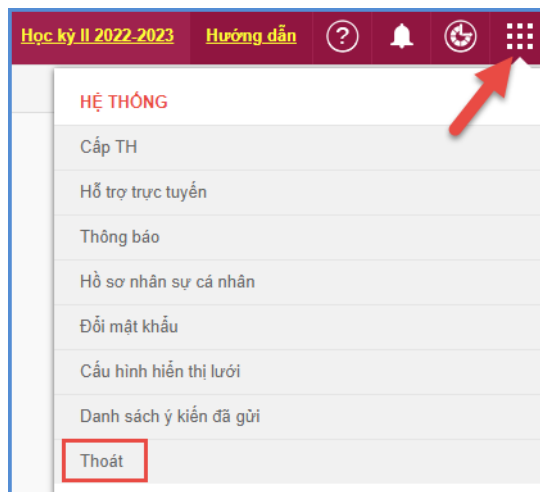 Học kỳ II 2022-2023 Hướng dẫn ?
HỆ THỐNG
Cấp TH
Hỗ trợ trực tuyến
Thông báo
Hồ sơ nhân sự cá nhân
Đổi mật khẩu
Cấu hình hiển thị lưới
Danh sách ý kiến đã gửi
Thoát